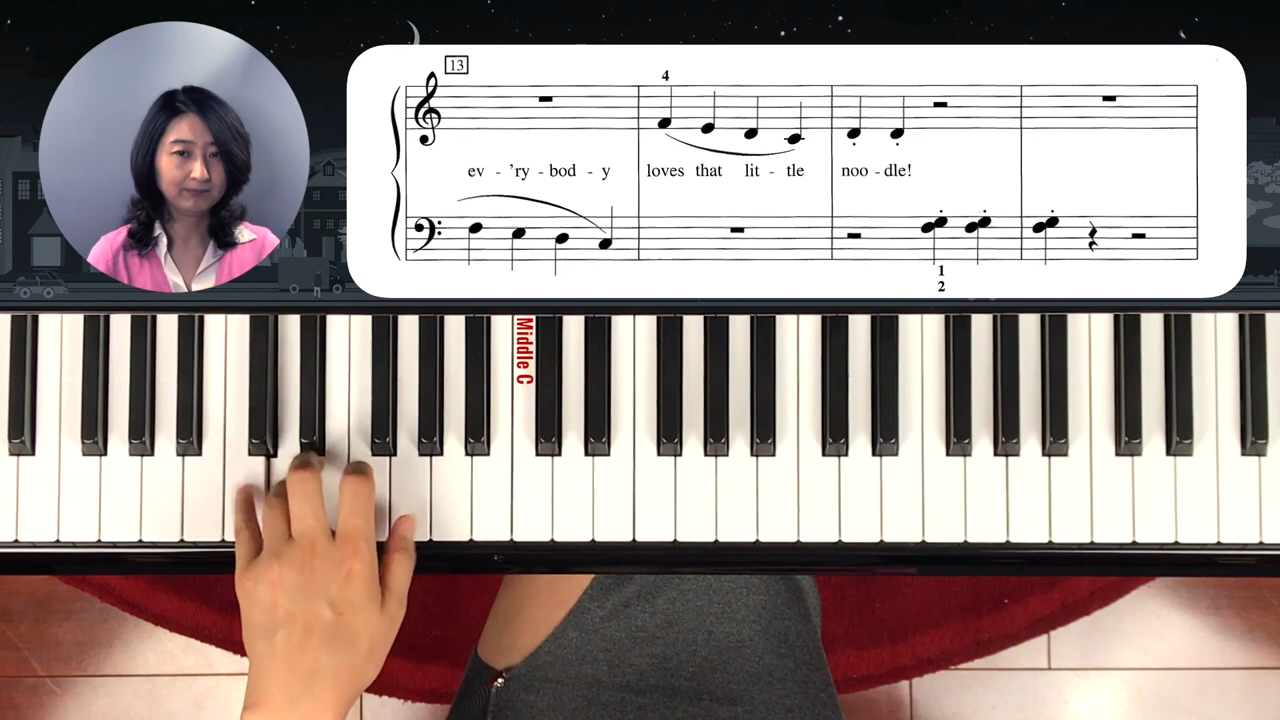 13
4
ev - 'ry - bod - y loves that lit - tle noo - dle!
1
2
Middle C